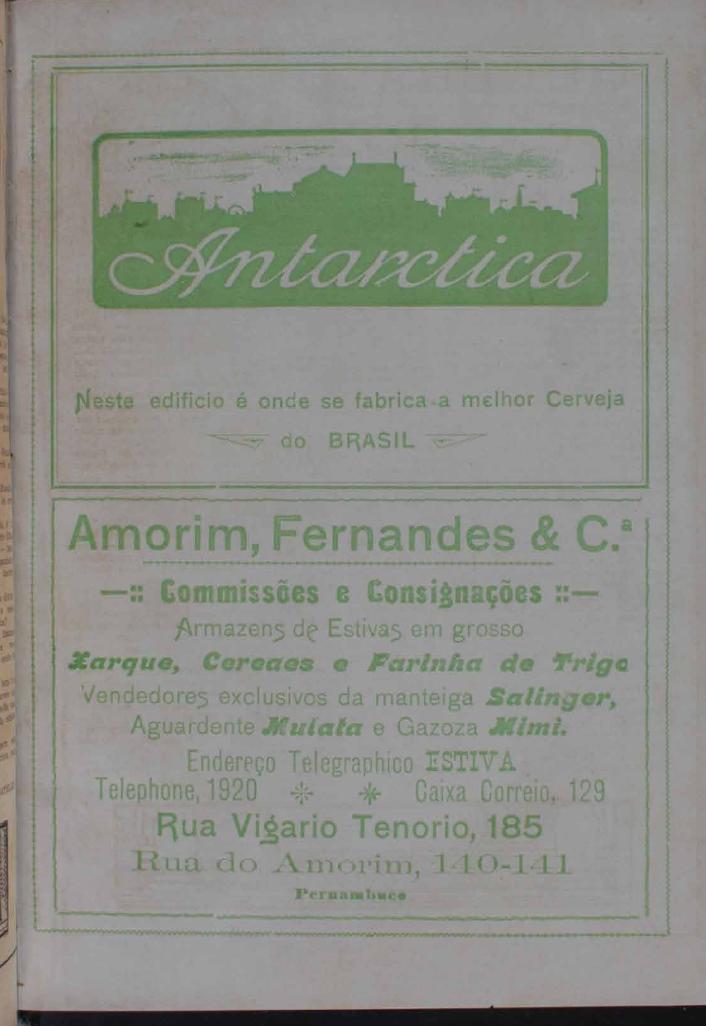 Antarctica
Neste edificio é onde se fabrica a melhor Cerveja
do BRASIL
Amorim, Fernandes & C.ª
—:: Commissões e Consignações ::—
Armazens de Estivas em grosso
Xarque, Cereaes e Farinha de Trigo
Vendedores exclusivos da manteiga Salinger,
Aguardente Mulata e Gazoza Mimi.
Endereço Telegraphico ESTIVA
Telephone, 1920 Caixa Correio, 129
Rua Vigario Tenorio, 185
Rua do Amorim, 140-141
Pernambuco